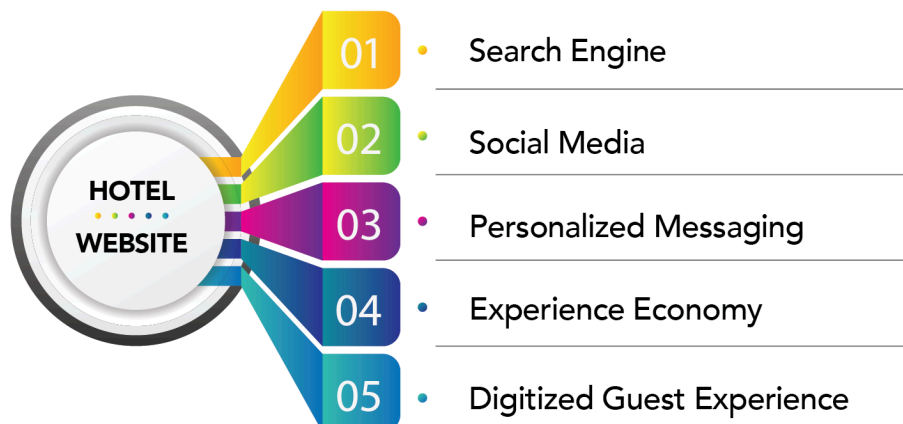 HOTEL
WEBSITE
01
Search Engine
02
Social Media
03
Personalized Messaging
04
Experience Economy
05
Digitized Guest Experience